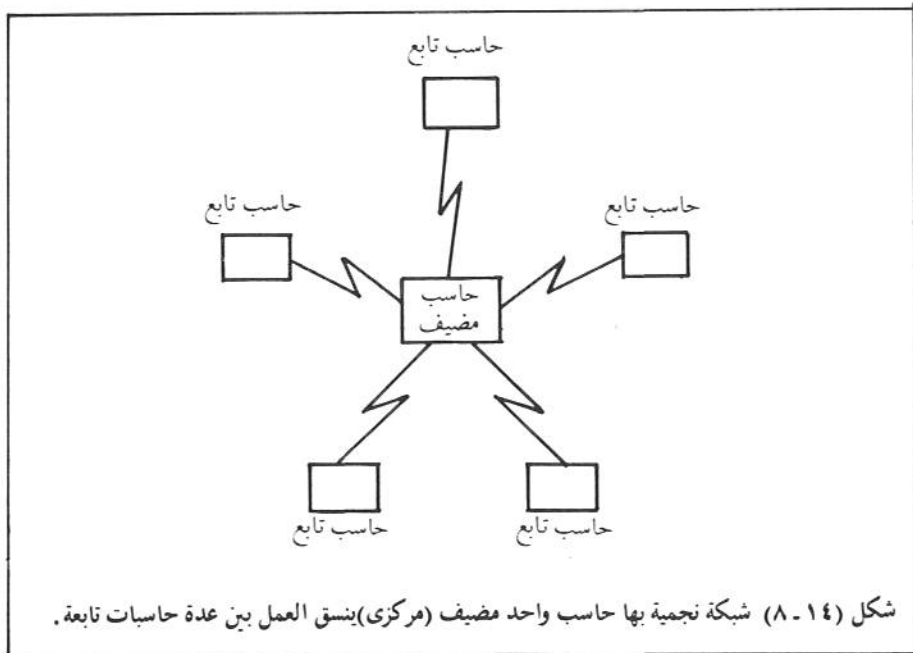 حاسب تابع
حاسب تابع
حاسب تابع
حاسب
مضيف
حاسب تابع
حاسب تابع
شكل (١٤ - ٨) شبكة نجمية بها حاسب واحد مضيف (مركزى)ينسق العمل بين عدة حاسبات تابعة .